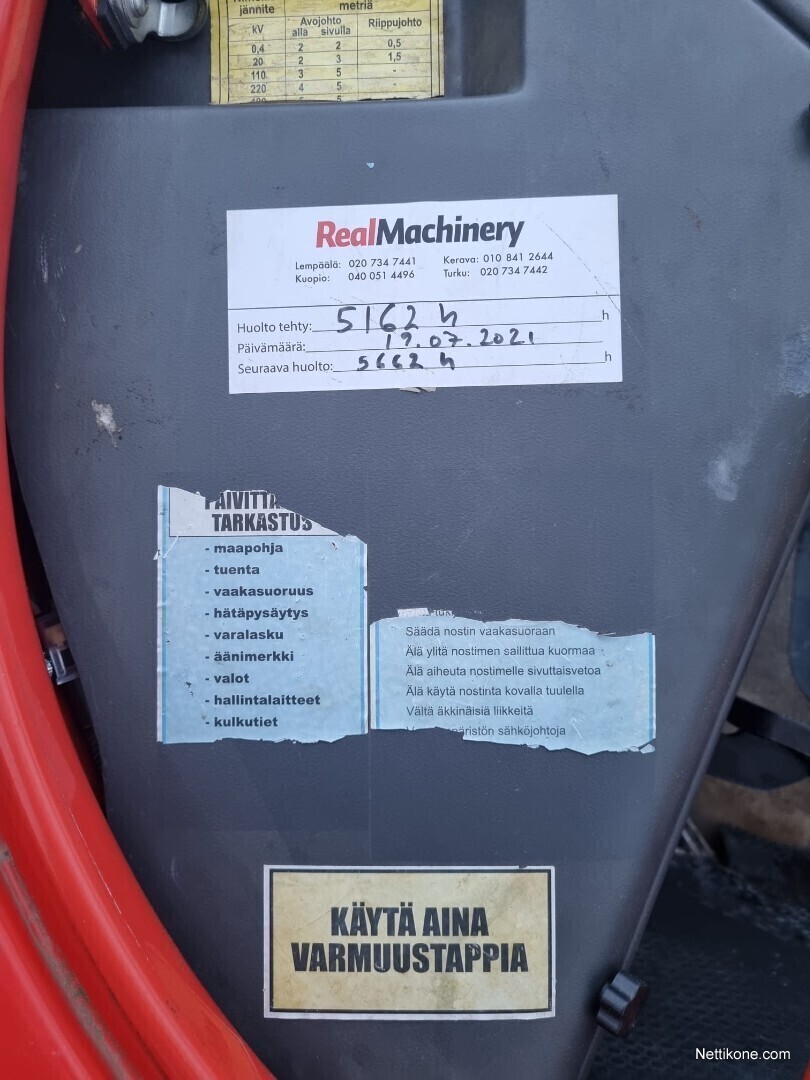 jännite metriä
kV Avojohto Riippujohto
alla sivulla
0,4 2 2 0,5
20 2 3 1,5
110 3 5 -
220 4 5 -
5
RealMachinery
Lempäälä: 020 734 7441 Kerava: 010 841 2644
Kuopio: 040 051 4496 Turku: 020 734 7442
Huolto tehty: 5162 h h
Päivämäärä: 19.07.2021
Seuraava huolto: 5662 h h
TARKASTUS
- maapohja
- tuenta
- vaakasuoruus
- hätäpysäytys
- varalasku
- äänimerkki
- valot
- hallintalaitteet
- kulkutiet
Säädä nostin vaakasuoraan
Älä ylitä nostimen sallittua kuormaa
Älä aiheuta nostimelle sivuttaisvetoa
Älä käytä nostinta kovalla tuulella
Vältä äkkinäisiä liikkeitä
sähköjohtoja
KÄYTÄ AINA
VARMUUSTAPPIA
Nettikone.com